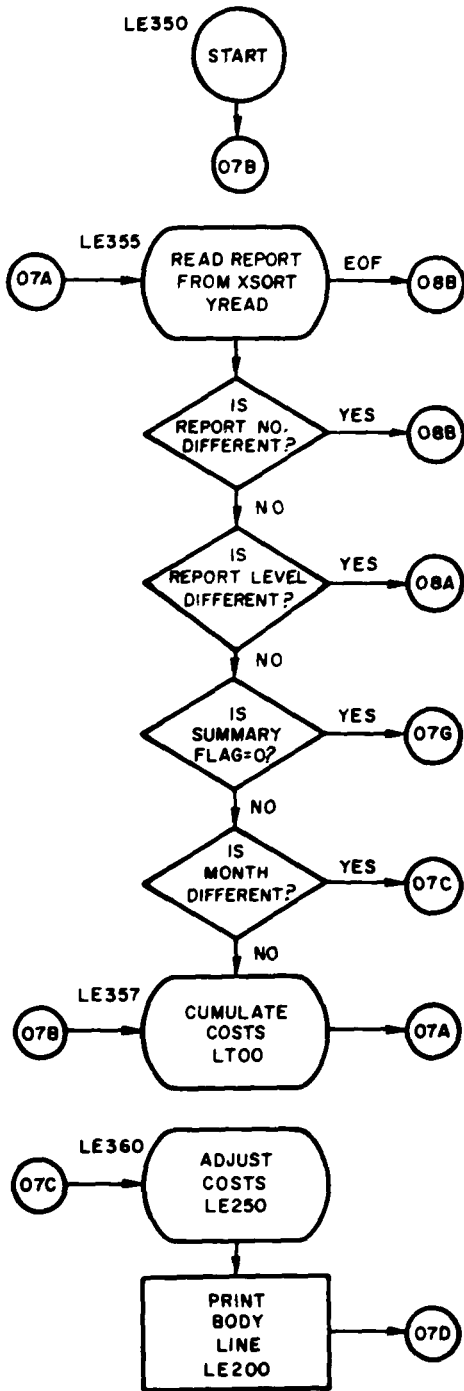 LE350
START
07B
LE355
07A
READ REPORT
FROM XSORT
YREAD
EOF
08B
IS
REPORT NO.
DIFFERENT?
YES
08B
NO
IS
REPORT LEVEL
DIFFERENT?
YES
08A
NO
IS
SUMMARY
FLAG=0?
YES
07G
NO
IS
MONTH
DIFFERENT?
YES
07C
NO
LE357
07B
CUMULATE
COSTS
LT00
07A
LE360
07C
ADJUST
COSTS
LE250
PRINT
BODY
LINE
LE200
07D